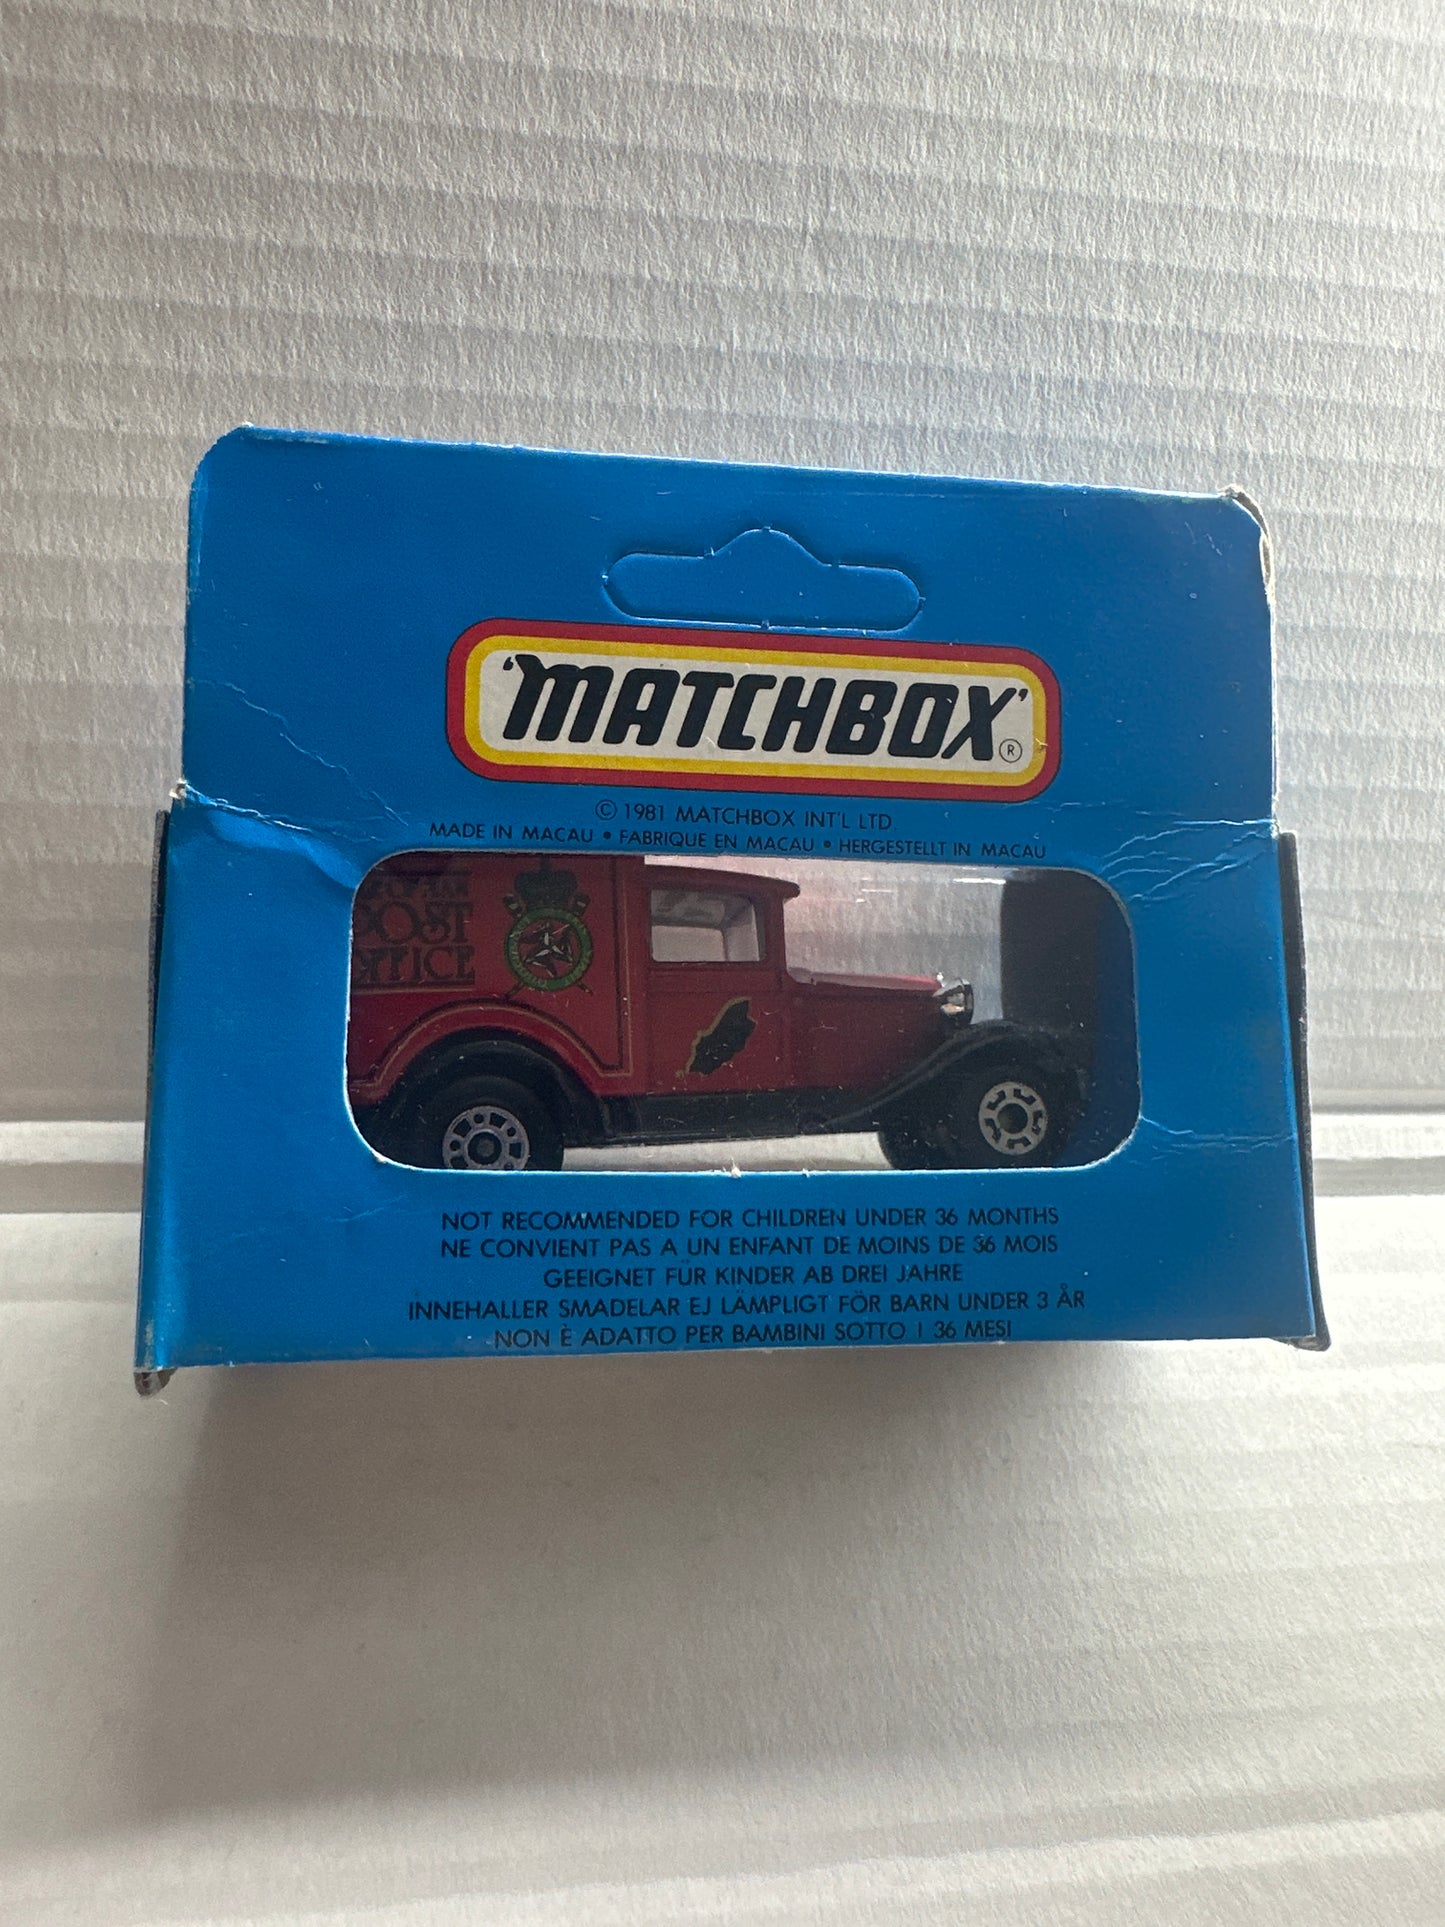 'MATCHBOX'®
© 1981 MATCHBOX INT'L LTD.
MADE IN MACAU • FABRIQUE EN MACAU • HERGESTELLT IN MACAU
POST
OFFICE
NOT RECOMMENDED FOR CHILDREN UNDER 36 MONTHS
NE CONVIENT PAS A UN ENFANT DE MOINS DE 36 MOIS
GEEIGNET FÜR KINDER AB DREI JAHRE
INNEHALLER SMADELAR EJ LÄMPLIGT FÖR BARN UNDER 3 ÅR
NON È ADATTO PER BAMBINI SOTTO I 36 MESI